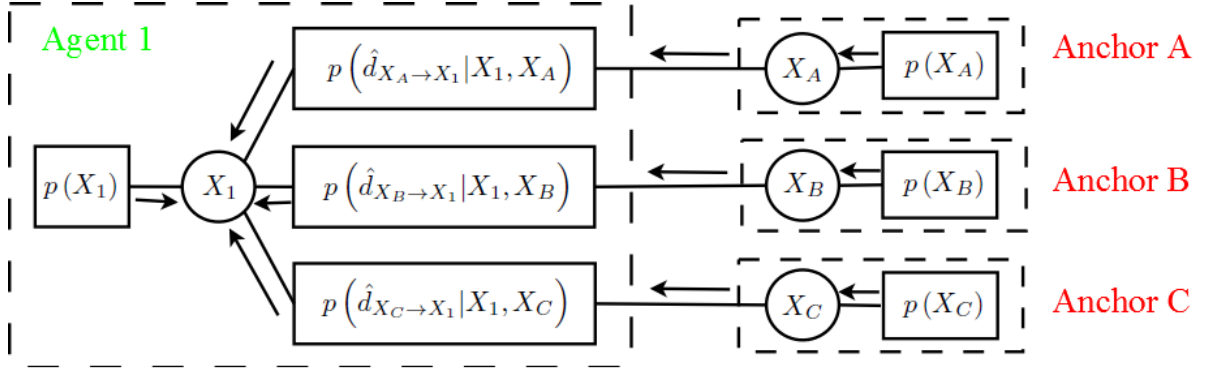 Agent 1
p(d̂_{X_A→X_1}|X_1, X_A)
X_A
p(X_A)
Anchor A
p(X_1)
X_1
p(d̂_{X_B→X_1}|X_1, X_B)
X_B
p(X_B)
Anchor B
p(d̂_{X_C→X_1}|X_1, X_C)
X_C
p(X_C)
Anchor C